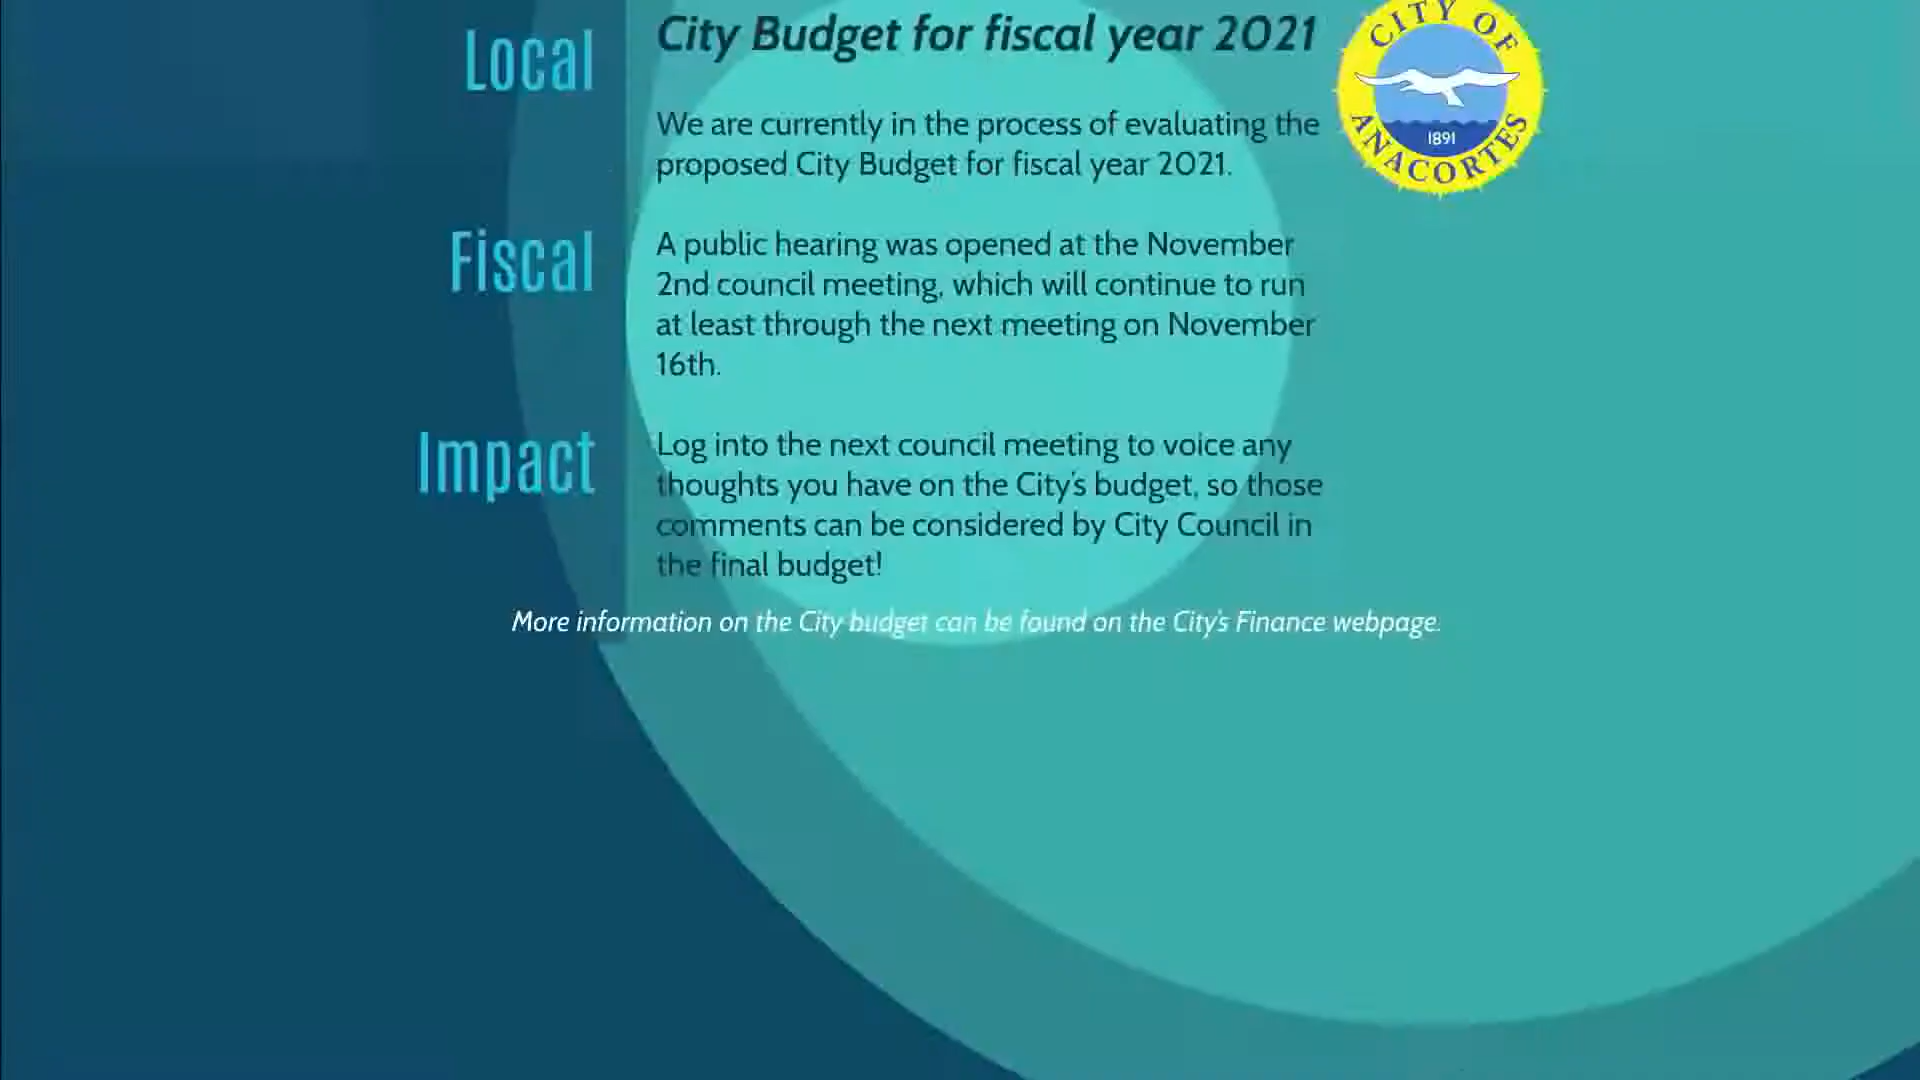 Local
Fiscal
Impact
City Budget for fiscal year 2021
We are currently in the process of evaluating the
proposed City Budget for fiscal year 2021.
A public hearing was opened at the November
2nd council meeting, which will continue to run
at least through the next meeting on November
16th.
Log into the next council meeting to voice any
thoughts you have on the City's budget, so those
comments can be considered by City Council in
the final budget!
More information on the City budget can be found on the City's Finance webpage.
CITY OF
1891
ANACORTES